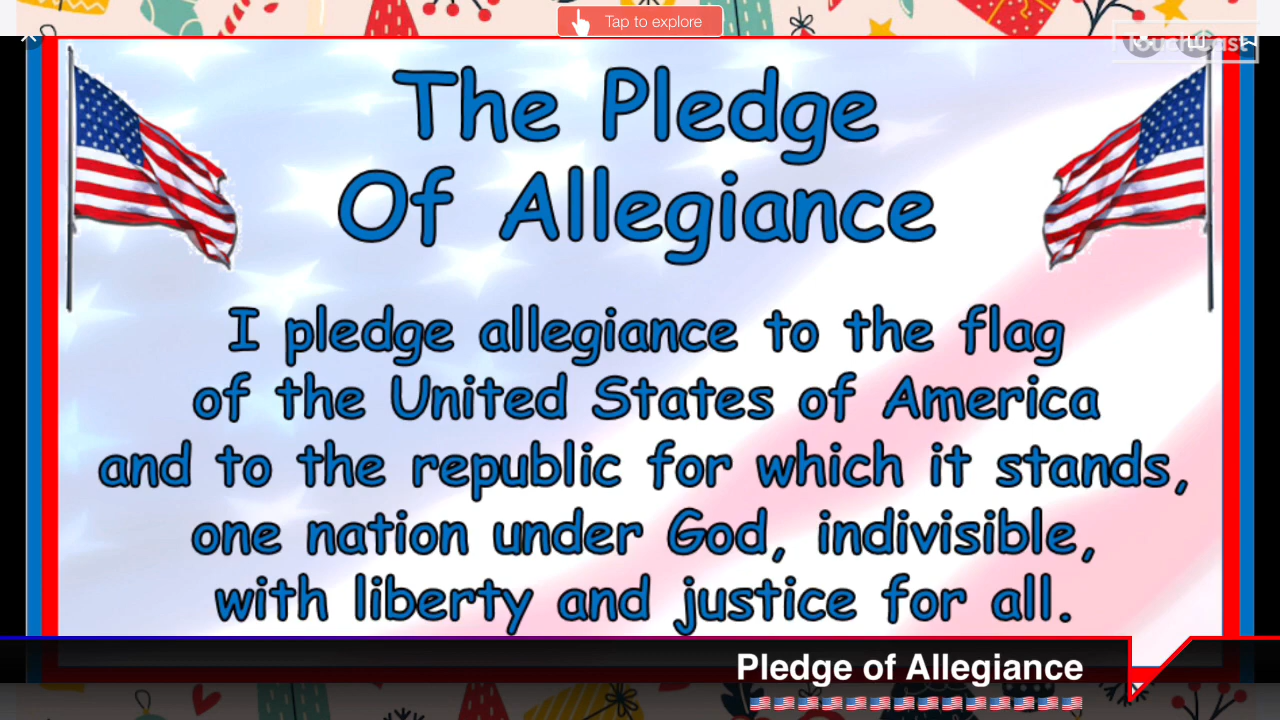 Tap to explore
TouchCast
The Pledge
Of Allegiance
I pledge allegiance to the flag
of the United States of America
and to the republic for which it stands,
one nation under God, indivisible,
with liberty and justice for all.
Pledge of Allegiance